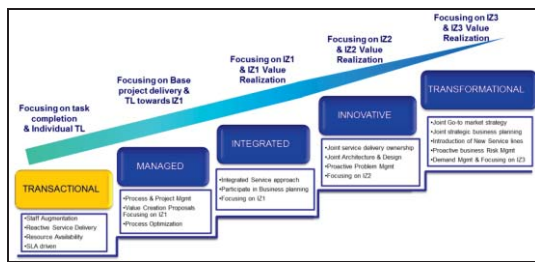 Focusing on IZ3
& IZ3 Value
Realization
Focusing on IZ2
& IZ2 Value
Realization
Focusing on IZ1
& IZ1 Value
Realization
Focusing on Base
project delivery &
TL towards IZ1
Focusing on task
completion
& Individual TL
TRANSFORMATIONAL
•Joint Go-to market strategy
•Joint strategic business planning
•Introduction of New Service lines
•Proactive business Risk Mgmt
•Demand Mgmt & Focusing on IZ3
INNOVATIVE
•Joint service delivery ownership
•Joint Architecture & Design
•Proactive Problem Mgmt
•Focusing on IZ2
INTEGRATED
•Integrated Service approach
•Participate in Business planning
•Focusing on IZ1
MANAGED
•Process & Project Mgmt
•Value Creation Proposals
Focusing on IZ1
•Process Optimization
TRANSACTIONAL
•Staff Augmentation
•Reactive Service Delivery
•Resource Availability
•SLA driven